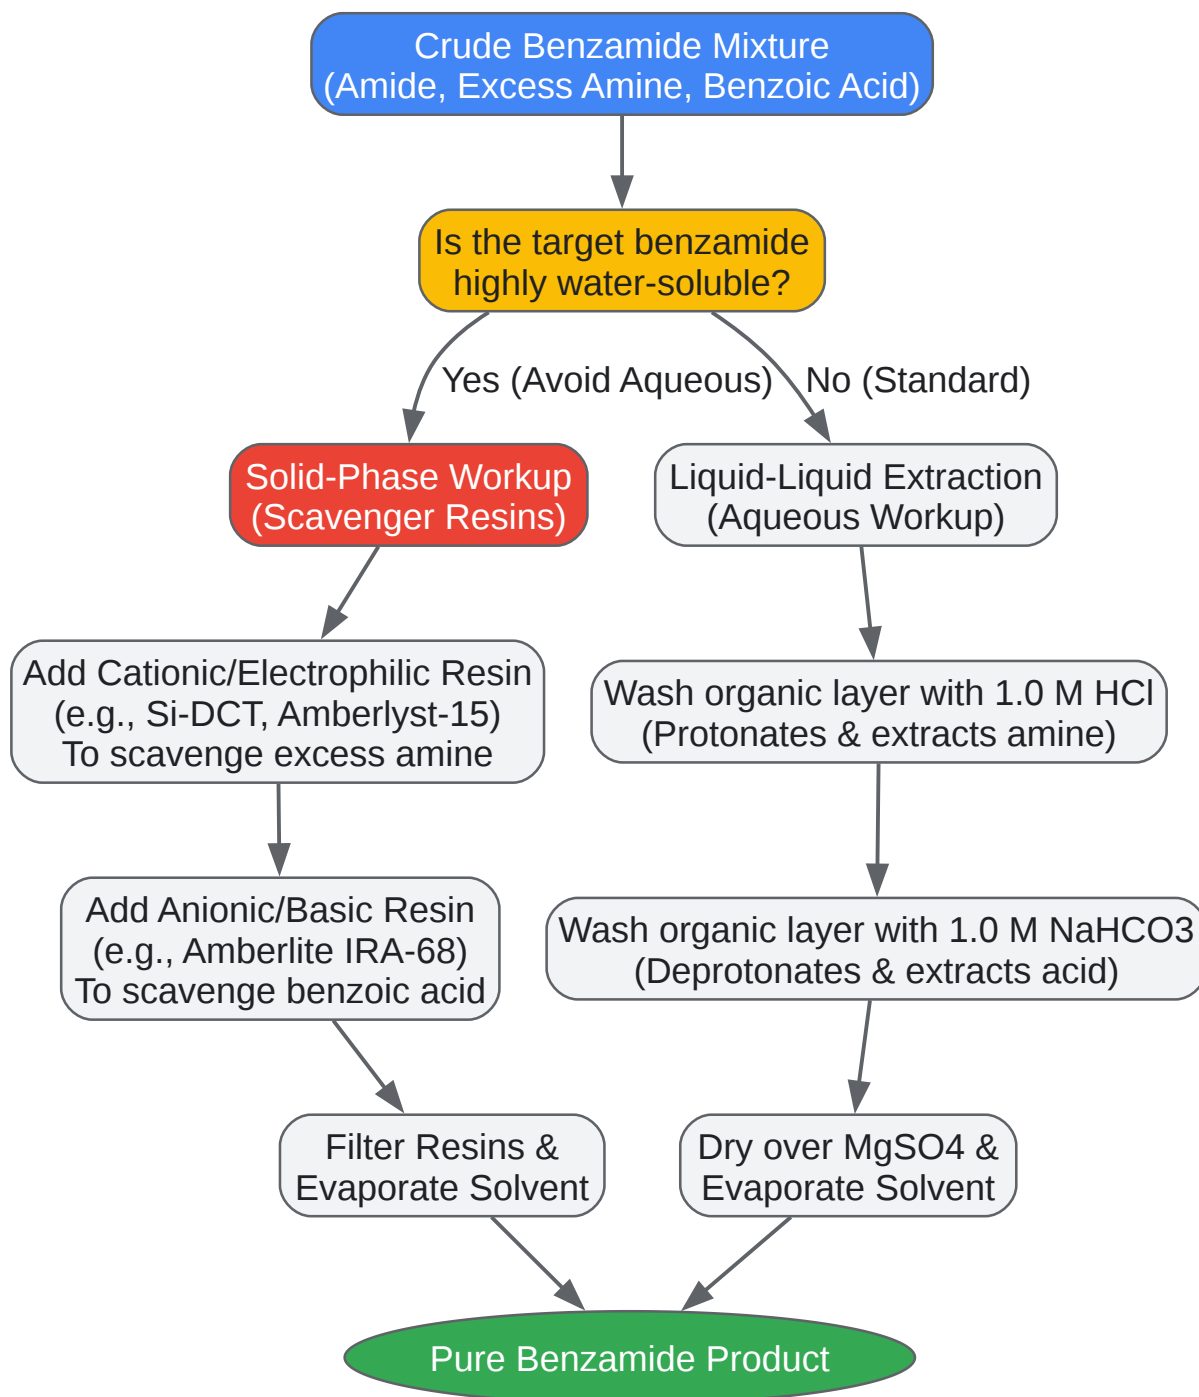 Crude Benzamide Mixture
(Amide, Excess Amine, Benzoic Acid)
Is the target benzamide
highly water-soluble?
Yes (Avoid Aqueous)
No (Standard)
Solid-Phase Workup
(Scavenger Resins)
Liquid-Liquid Extraction
(Aqueous Workup)
Add Cationic/Electrophilic Resin
(e.g., Si-DCT, Amberlyst-15)
To scavenge excess amine
Wash organic layer with 1.0 M HCl
(Protonates & extracts amine)
Add Anionic/Basic Resin
(e.g., Amberlite IRA-68)
To scavenge benzoic acid
Wash organic layer with 1.0 M NaHCO3
(Deprotonates & extracts acid)
Filter Resins &
Evaporate Solvent
Dry over MgSO4 &
Evaporate Solvent
Pure Benzamide Product